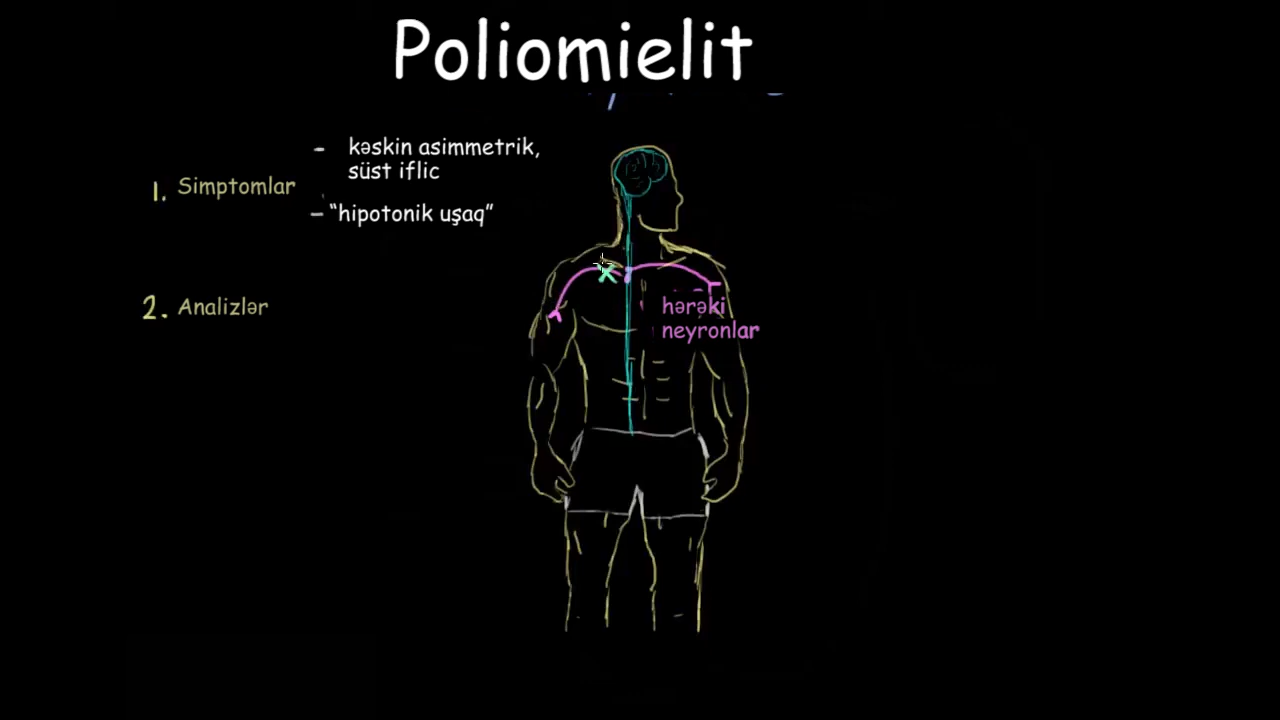 Poliomielit
1. Simptomlar
- kəskin asimmetrik,
süst iflic
- "hipotonik uşaq"
2. Analizlər
hərəki
neyronlar